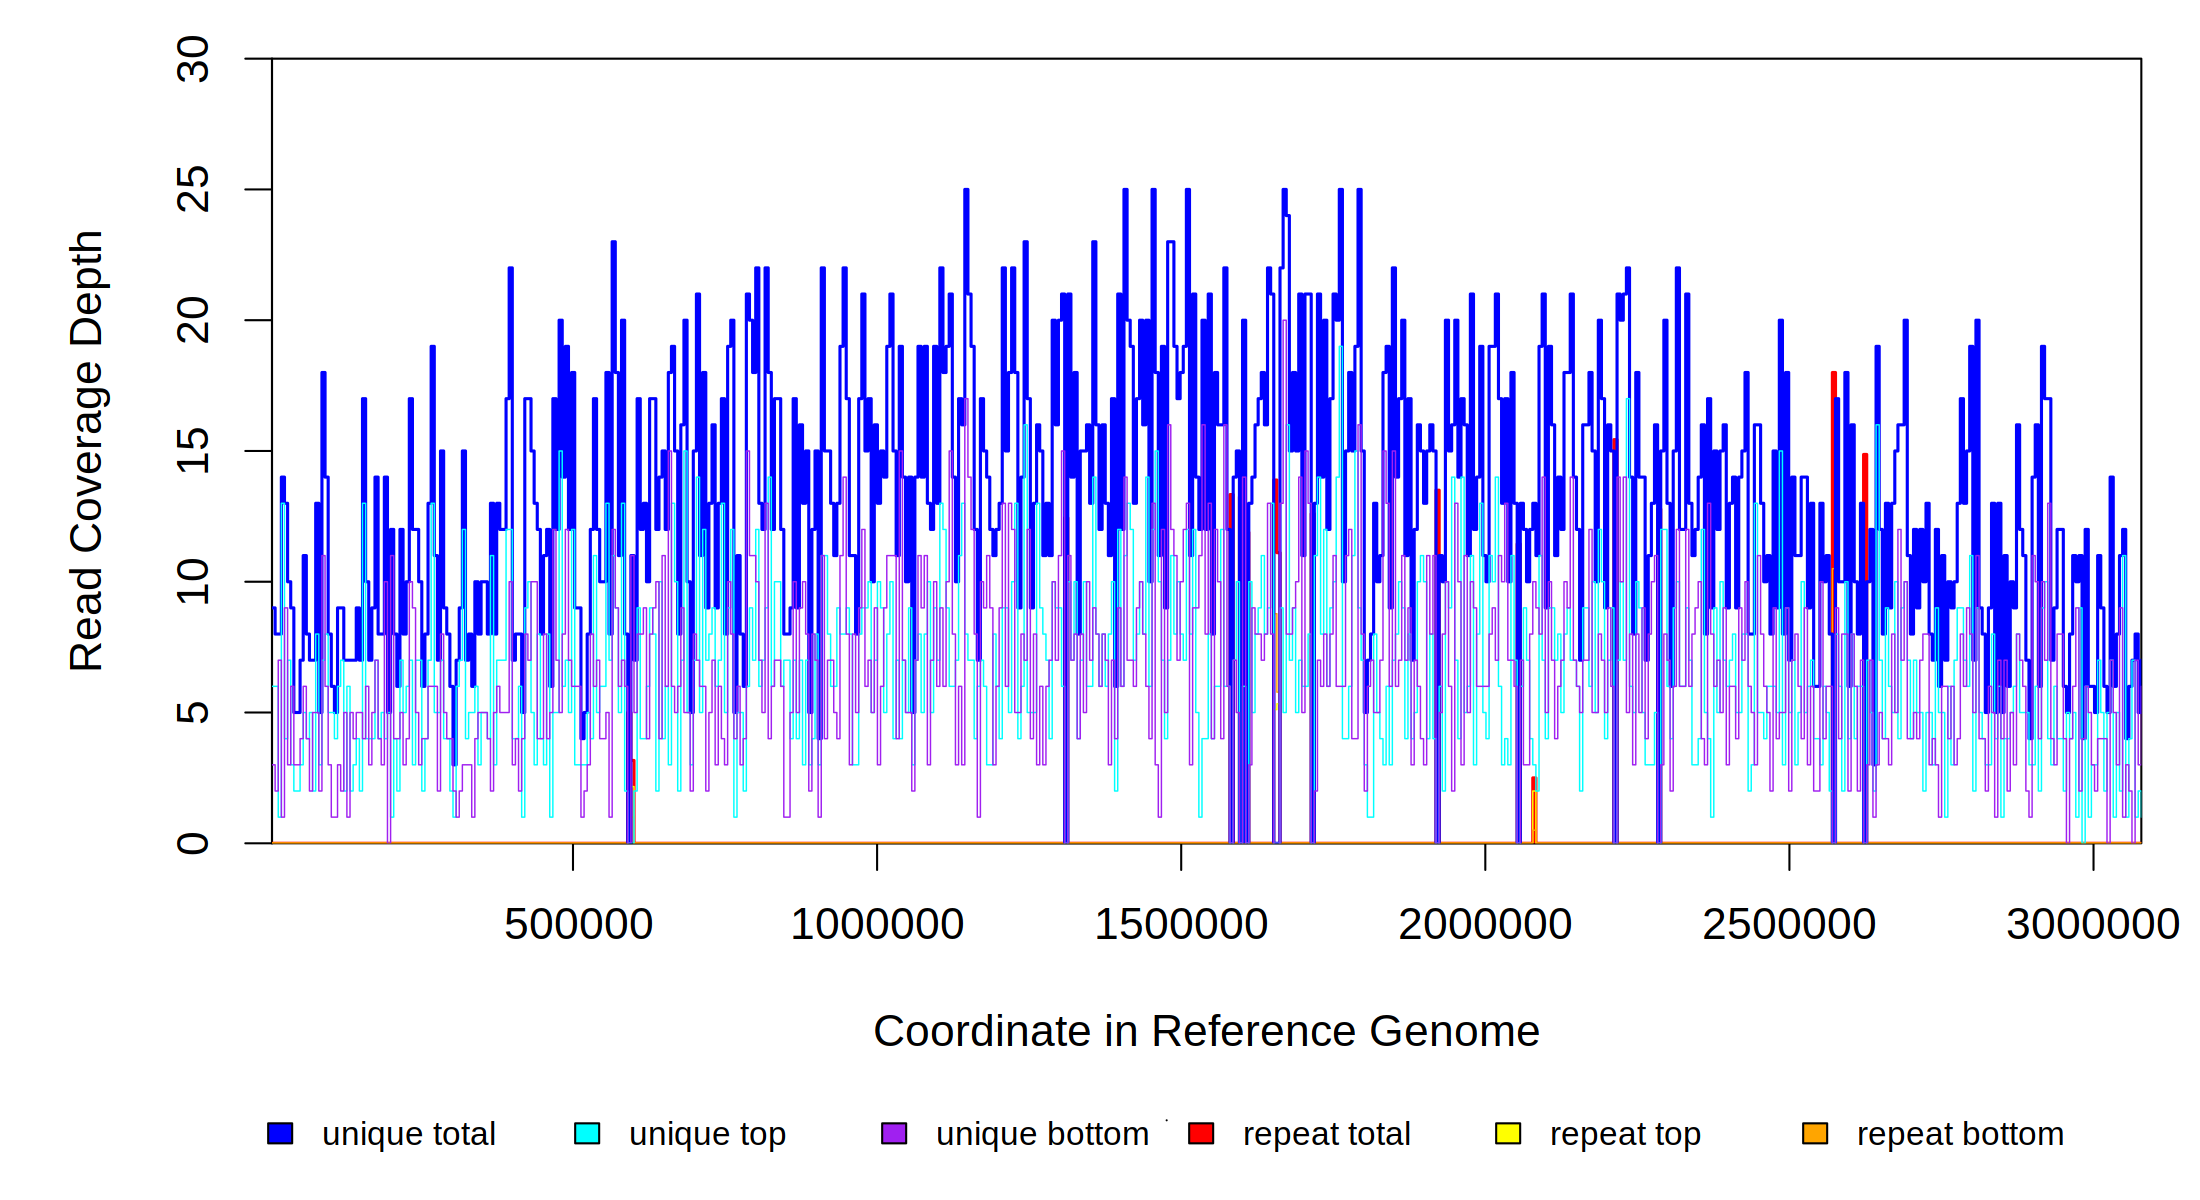 30
25
20
15
10
5
0
Read Coverage Depth
500000 1000000 1500000 2000000 2500000 3000000
Coordinate in Reference Genome
unique total unique top unique bottom repeat total repeat top repeat bottom